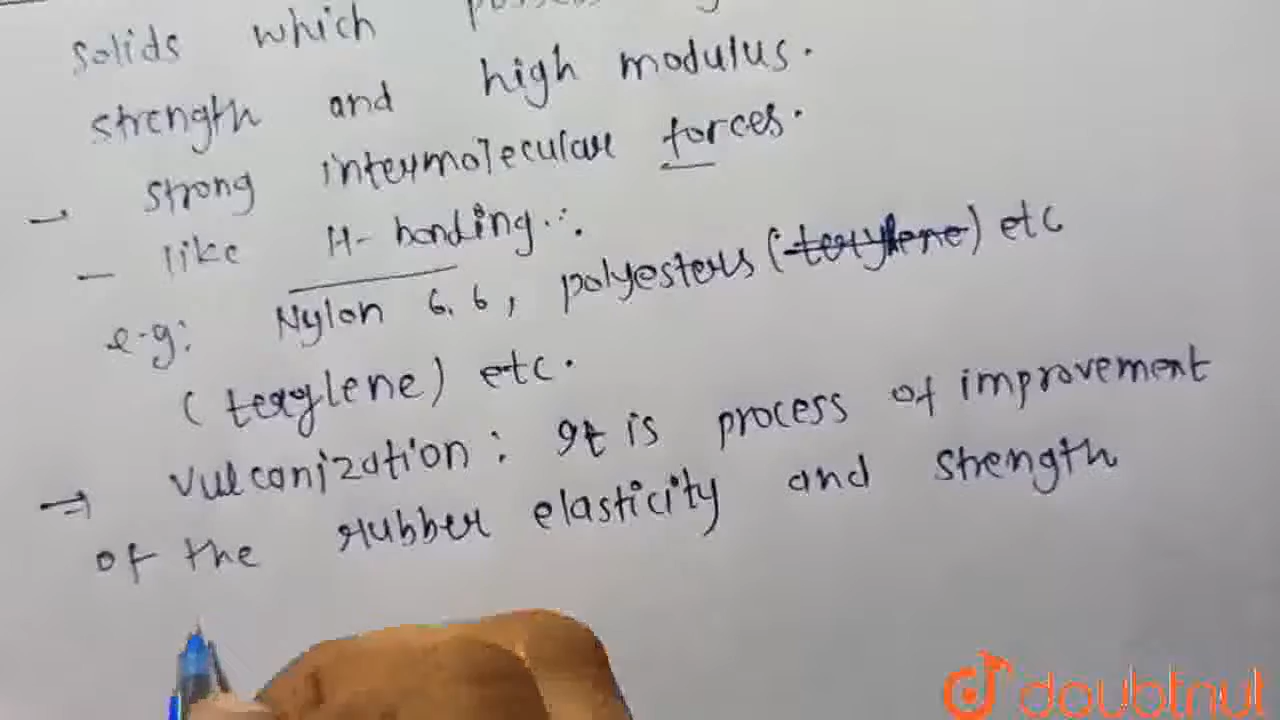 solids which
strength and high modulus.
→ strong intermolecular forces.
- like H-bonding∴
e-g: Nylon 6.6, polyesters (terylene) etc
(terylene) etc.
⇒ vulcanization: It is process of improvement
of the rubber elasticity and strength
doubtnut